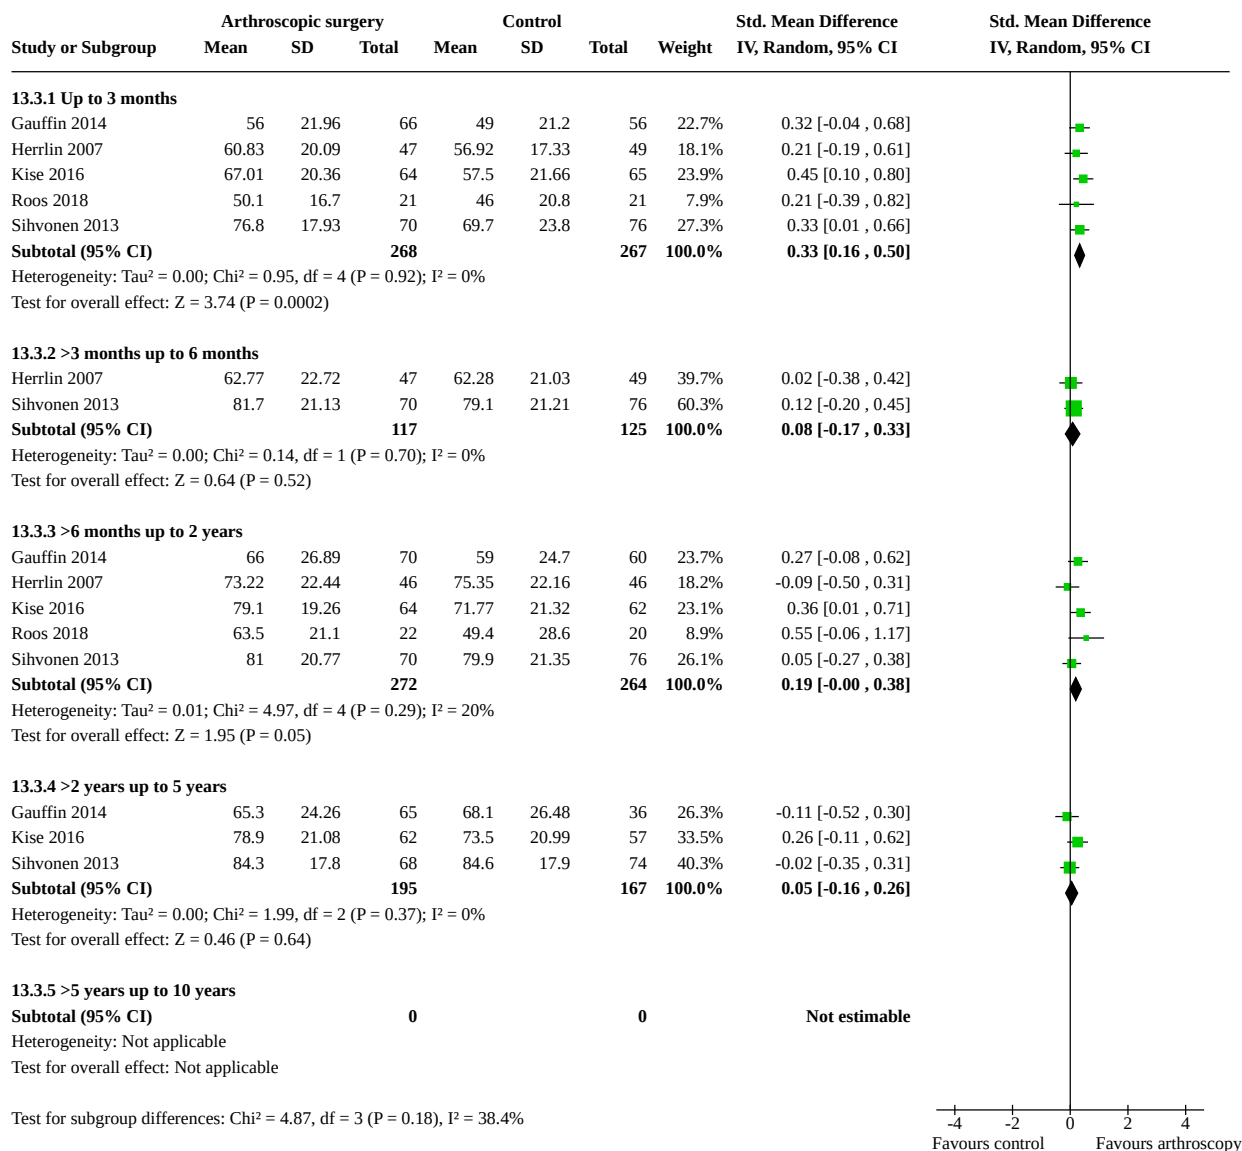 Arthroscopic surgery Control Std. Mean Difference Std. Mean Difference
Study or Subgroup Mean SD Total Mean SD Total Weight IV, Random, 95% CI IV, Random, 95% CI
13.3.1 Up to 3 months
Gauffin 2014 56 21.96 66 49 21.2 56 22.7% 0.32 [-0.04 , 0.68]
Herrlin 2007 60.83 20.09 47 56.92 17.33 49 18.1% 0.21 [-0.19 , 0.61]
Kise 2016 67.01 20.36 64 57.5 21.66 65 23.9% 0.45 [0.10 , 0.80]
Roos 2018 50.1 16.7 21 46 20.8 21 7.9% 0.21 [-0.39 , 0.82]
Sihvonen 2013 76.8 17.93 70 69.7 23.8 76 27.3% 0.33 [0.01 , 0.66]
Subtotal (95% CI) 268 267 100.0% 0.33 [0.16 , 0.50]
Heterogeneity: Tau² = 0.00; Chi² = 0.95, df = 4 (P = 0.92); I² = 0%
Test for overall effect: Z = 3.74 (P = 0.0002)
13.3.2 >3 months up to 6 months
Herrlin 2007 62.77 22.72 47 62.28 21.03 49 39.7% 0.02 [-0.38 , 0.42]
Sihvonen 2013 81.7 21.13 70 79.1 21.21 76 60.3% 0.12 [-0.20 , 0.45]
Subtotal (95% CI) 117 125 100.0% 0.08 [-0.17 , 0.33]
Heterogeneity: Tau² = 0.00; Chi² = 0.14, df = 1 (P = 0.70); I² = 0%
Test for overall effect: Z = 0.64 (P = 0.52)
13.3.3 >6 months up to 2 years
Gauffin 2014 66 26.89 70 59 24.7 60 23.7% 0.27 [-0.08 , 0.62]
Herrlin 2007 73.22 22.44 46 75.35 22.16 46 18.2% -0.09 [-0.50 , 0.31]
Kise 2016 79.1 19.26 64 71.77 21.32 62 23.1% 0.36 [0.01 , 0.71]
Roos 2018 63.5 21.1 22 49.4 28.6 20 8.9% 0.55 [-0.06 , 1.17]
Sihvonen 2013 81 20.77 70 79.9 21.35 76 26.1% 0.05 [-0.27 , 0.38]
Subtotal (95% CI) 272 264 100.0% 0.19 [-0.00 , 0.38]
Heterogeneity: Tau² = 0.01; Chi² = 4.97, df = 4 (P = 0.29); I² = 20%
Test for overall effect: Z = 1.95 (P = 0.05)
13.3.4 >2 years up to 5 years
Gauffin 2014 65.3 24.26 65 68.1 26.48 36 26.3% -0.11 [-0.52 , 0.30]
Kise 2016 78.9 21.08 62 73.5 20.99 57 33.5% 0.26 [-0.11 , 0.62]
Sihvonen 2013 84.3 17.8 68 84.6 17.9 74 40.3% -0.02 [-0.35 , 0.31]
Subtotal (95% CI) 195 167 100.0% 0.05 [-0.16 , 0.26]
Heterogeneity: Tau² = 0.00; Chi² = 1.99, df = 2 (P = 0.37); I² = 0%
Test for overall effect: Z = 0.46 (P = 0.64)
13.3.5 >5 years up to 10 years
Subtotal (95% CI) 0 0 Not estimable
Heterogeneity: Not applicable
Test for overall effect: Not applicable
Test for subgroup differences: Chi² = 4.87, df = 3 (P = 0.18), I² = 38.4%
-4 -2 0 2 4
Favours control Favours arthroscopy